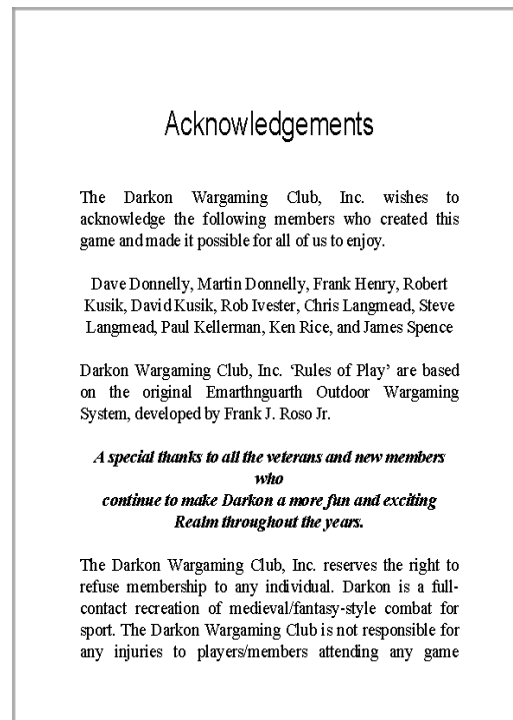 Acknowledgements
The Darkon Wargaming Club, Inc. wishes to
acknowledge the following members who created this
game and made it possible for all of us to enjoy.
Dave Donnelly, Martin Donnelly, Frank Henry, Robert
Kusik, David Kusik, Rob Ivester, Chris Langmead, Steve
Langmead, Paul Kellerman, Ken Rice, and James Spence
Darkon Wargaming Club, Inc. ‘Rules of Play’ are based
on the original Emarthnguarth Outdoor Wargaming
System, developed by Frank J. Roso Jr.
A special thanks to all the veterans and new members
who
continue to make Darkon a more fun and exciting
Realm throughout the years.
The Darkon Wargaming Club, Inc. reserves the right to
refuse membership to any individual. Darkon is a full-
contact recreation of medieval/fantasy-style combat for
sport. The Darkon Wargaming Club is not responsible for
any injuries to players/members attending any game